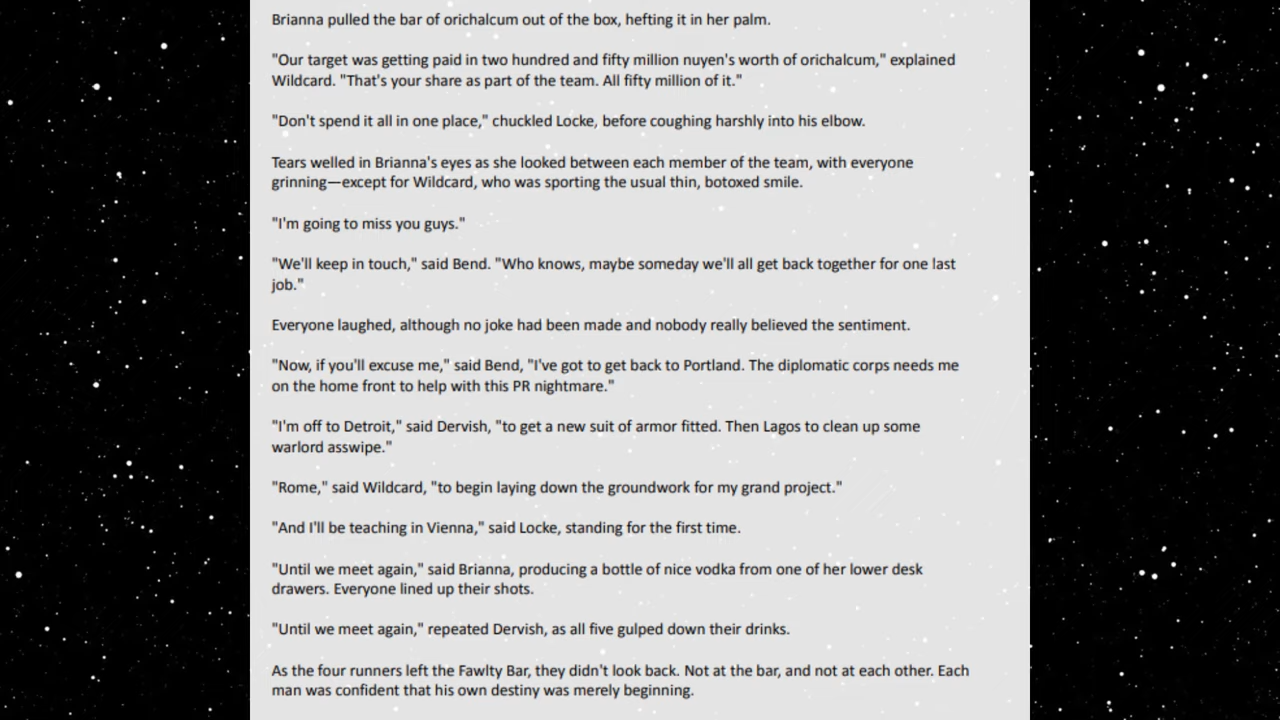 Brianna pulled the bar of orichalcum out of the box, hefting it in her palm.
"Our target was getting paid in two hundred and fifty million nuyen's worth of orichalcum," explained
Wildcard. "That's your share as part of the team. All fifty million of it."
"Don't spend it all in one place," chuckled Locke, before coughing harshly into his elbow.
Tears welled in Brianna's eyes as she looked between each member of the team, with everyone
grinning—except for Wildcard, who was sporting the usual thin, botoxed smile.
"I'm going to miss you guys."
"We'll keep in touch," said Bend. "Who knows, maybe someday we'll all get back together for one last
job."
Everyone laughed, although no joke had been made and nobody really believed the sentiment.
"Now, if you'll excuse me," said Bend, "I've got to get back to Portland. The diplomatic corps needs me
on the home front to help with this PR nightmare."
"I'm off to Detroit," said Dervish, "to get a new suit of armor fitted. Then Lagos to clean up some
warlord asswipe."
"Rome," said Wildcard, "to begin laying down the groundwork for my grand project."
"And I'll be teaching in Vienna," said Locke, standing for the first time.
"Until we meet again," said Brianna, producing a bottle of nice vodka from one of her lower desk
drawers. Everyone lined up their shots.
"Until we meet again," repeated Dervish, as all five gulped down their drinks.
As the four runners left the Fawlty Bar, they didn't look back. Not at the bar, and not at each other. Each
man was confident that his own destiny was merely beginning.